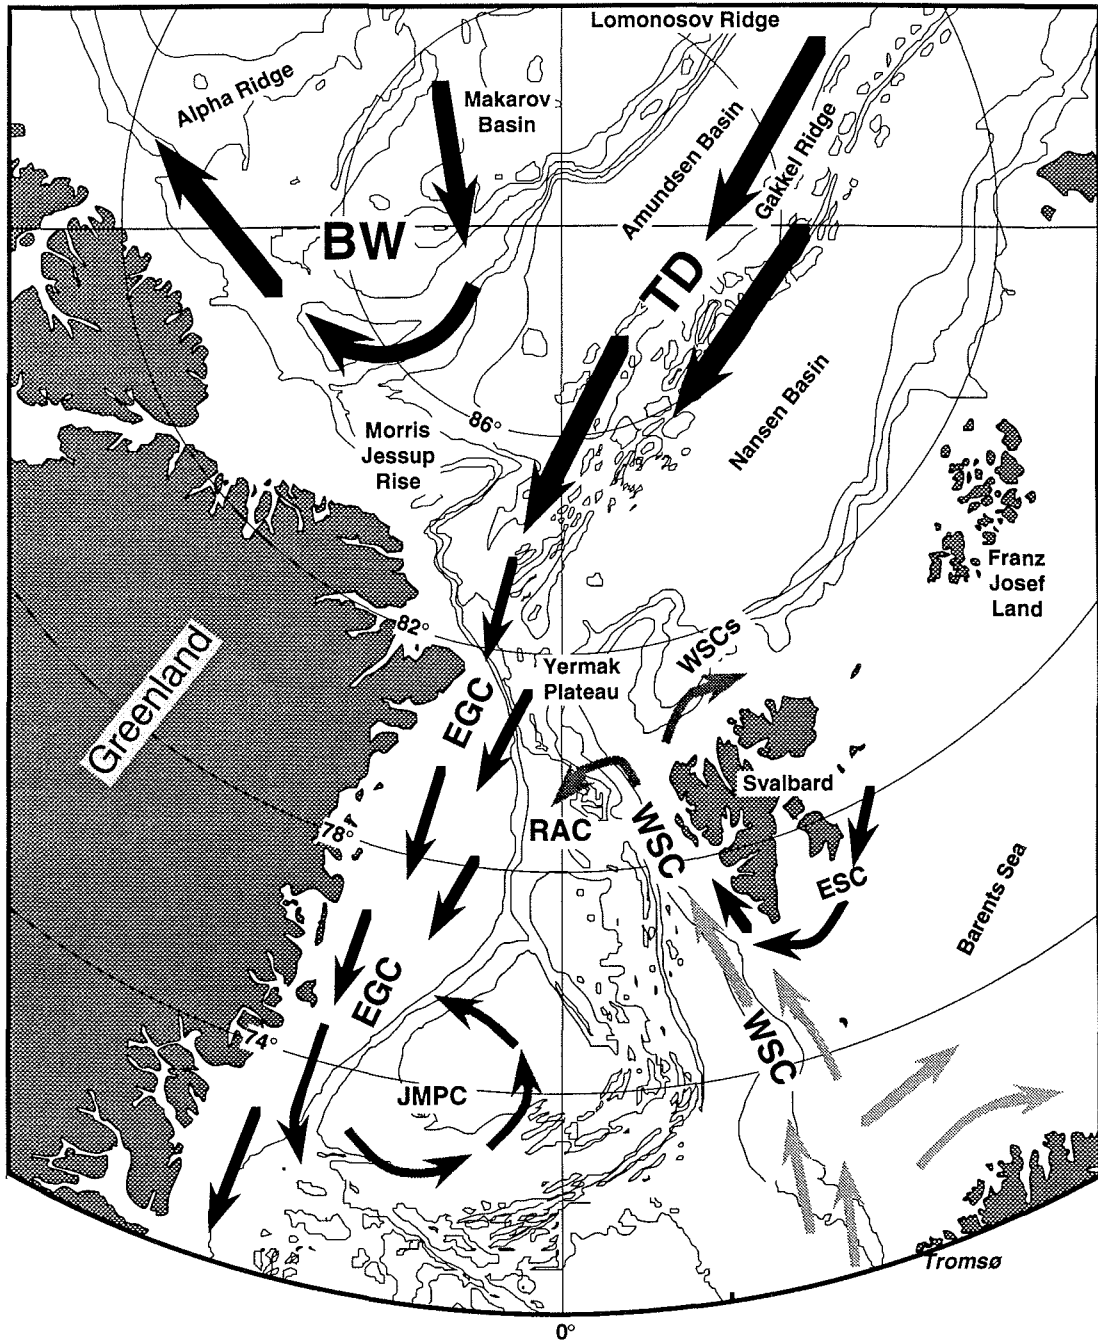 Lomonosov Ridge
Alpha Ridge
Makarov
Basin
Amundsen Basin
Gakkel Ridge
BW
TD
Nansen Basin
86°
Morris
Jessup
Rise
Franz
Josef
Land
82°
WSCs
Yermak
Plateau
Greenland
EGC
Svalbard
78°
RAC
WSC
ESC
Barents Sea
EGC
74°
WSC
JMPC
Tromsø
0°